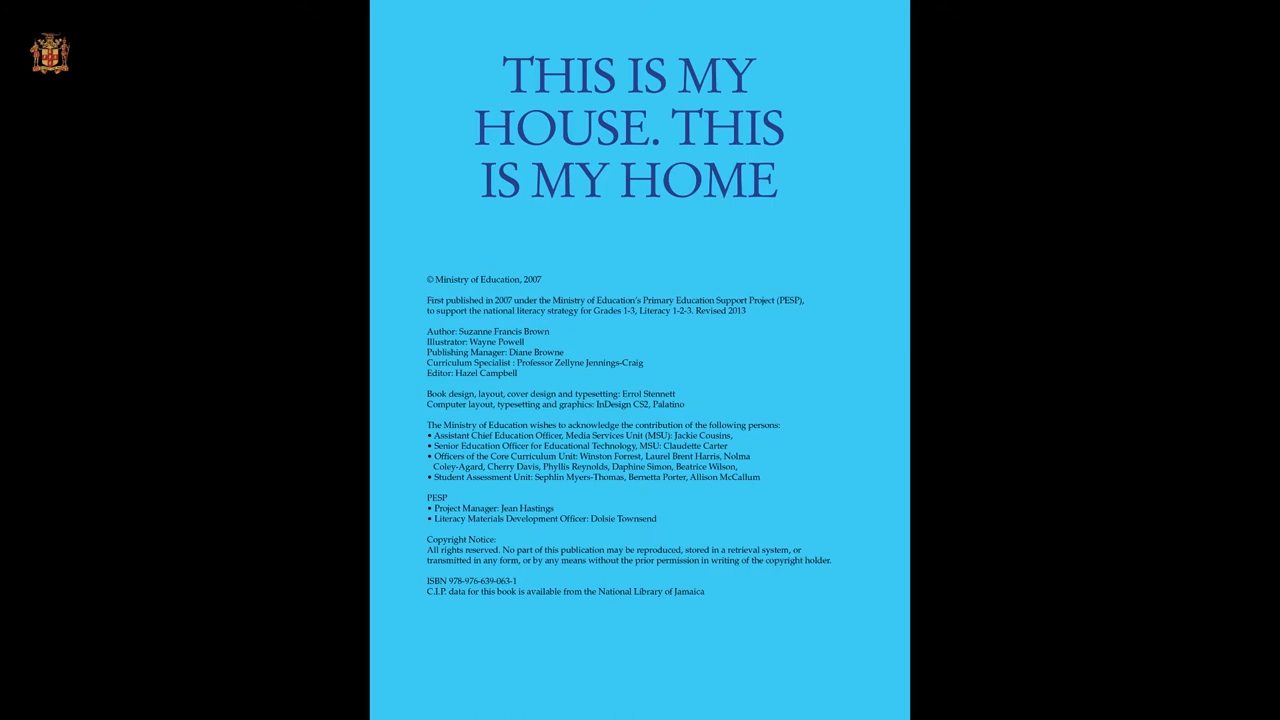 THIS IS MY
HOUSE. THIS
IS MY HOME
© Ministry of Education, 2007
First published in 2007 under the Ministry of Education's Primary Education Support Project (PESP),
to support the national literacy strategy for Grades 1-3, Literacy 1-2-3. Revised 2013
Author: Suzanne Francis Brown
Illustrator: Wayne Powell
Publishing Manager: Diane Browne
Curriculum Specialist : Professor Zellyne Jennings-Craig
Editor: Hazel Campbell
Book design, layout, cover design and typesetting: Errol Stennett
Computer layout, typesetting and graphics: InDesign CS2, Palatino
The Ministry of Education wishes to acknowledge the contribution of the following persons:
• Assistant Chief Education Officer, Media Services Unit (MSU): Jackie Cousins,
• Senior Education Officer for Educational Technology, MSU: Claudette Carter
• Officers of the Core Curriculum Unit: Winston Forrest, Laurel Brent Harris, Nolma
Coley-Agard, Cherry Davis, Phyllis Reynolds, Daphine Simon, Beatrice Wilson,
• Student Assessment Unit: Sephlin Myers-Thomas, Bernetta Porter, Allison McCallum
PESP
• Project Manager: Jean Hastings
• Literacy Materials Development Officer: Dolsie Townsend
Copyright Notice:
All rights reserved. No part of this publication may be reproduced, stored in a retrieval system, or
transmitted in any form, or by any means without the prior permission in writing of the copyright holder.
ISBN 978-976-639-063-1
C.I.P. data for this book is available from the National Library of Jamaica